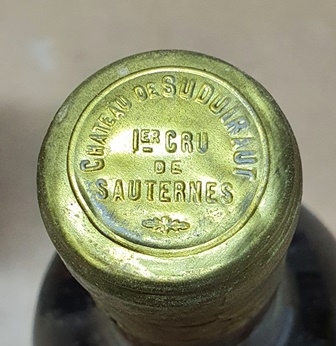 CHATEAU DE SUDUIRAUT
1ER CRU
DE
SAUTERNES